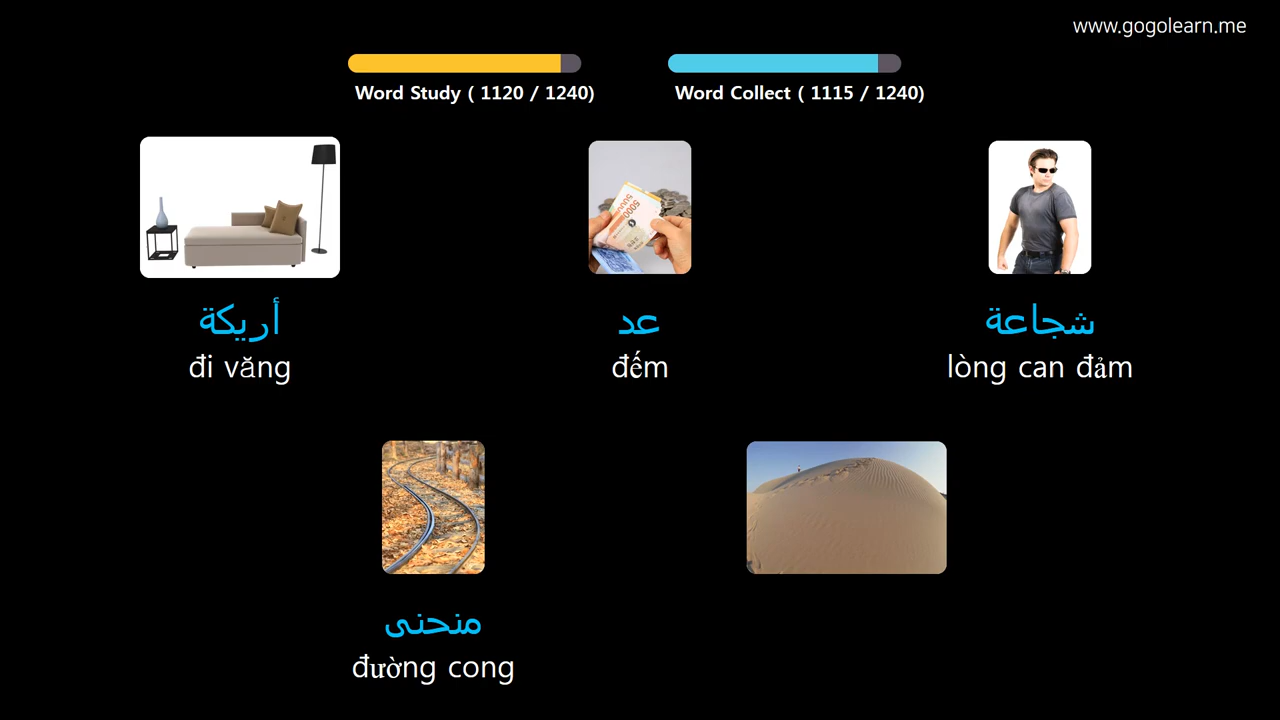 www.gogolearn.me
Word Study ( 1120 / 1240)
Word Collect ( 1115 / 1240)
أريكة
đi văng
عد
đếm
شجاعة
lòng can đảm
منحنى
đường cong